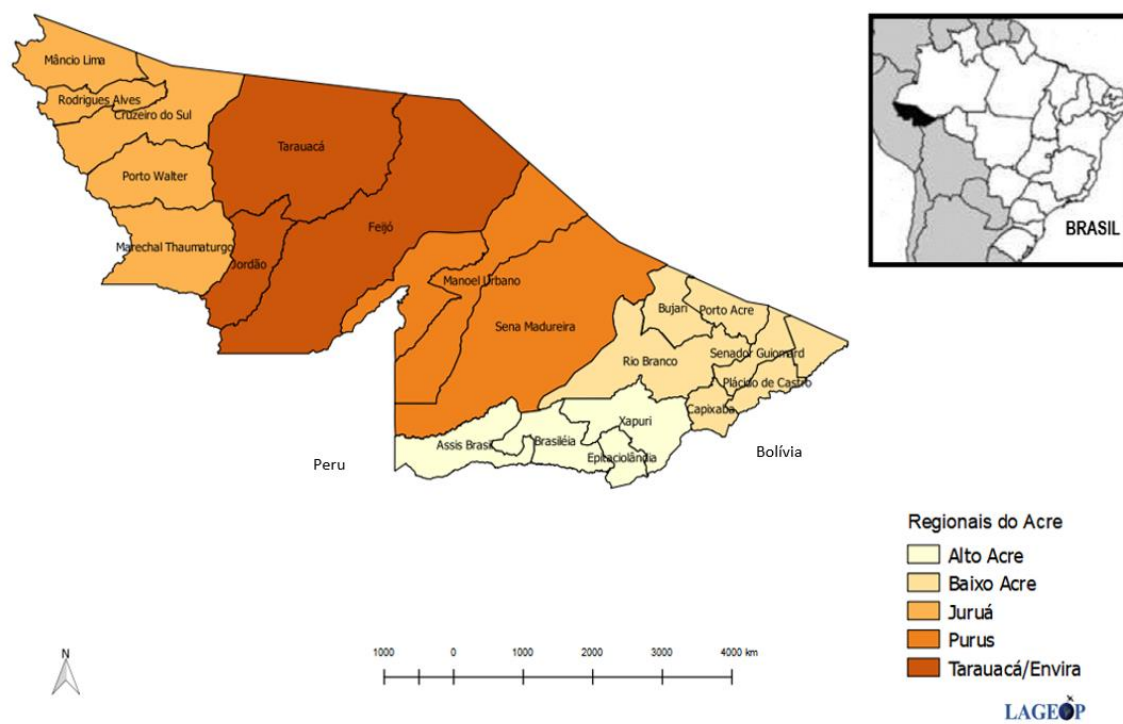 Mâncio Lima
Rodrigues Alves
Cruzeiro do Sul
Tarauacá
Porto Walter
Feijó
Marechal Thaumaturgo
Jordão
Manoel Urbano
Sena Madureira
Bujari
Porto Acre
Rio Branco
Senador Guiomard
Plácido de Castro
Capixaba
Xapuri
Assis Brasil
Brasiléia
Epitaciolândia
Peru
Bolívia
BRASIL
Regionais do Acre
Alto Acre
Baixo Acre
Juruá
Purus
Tarauacá/Envira
N
1000 0 1000 2000 3000 4000 km
LAGEOP